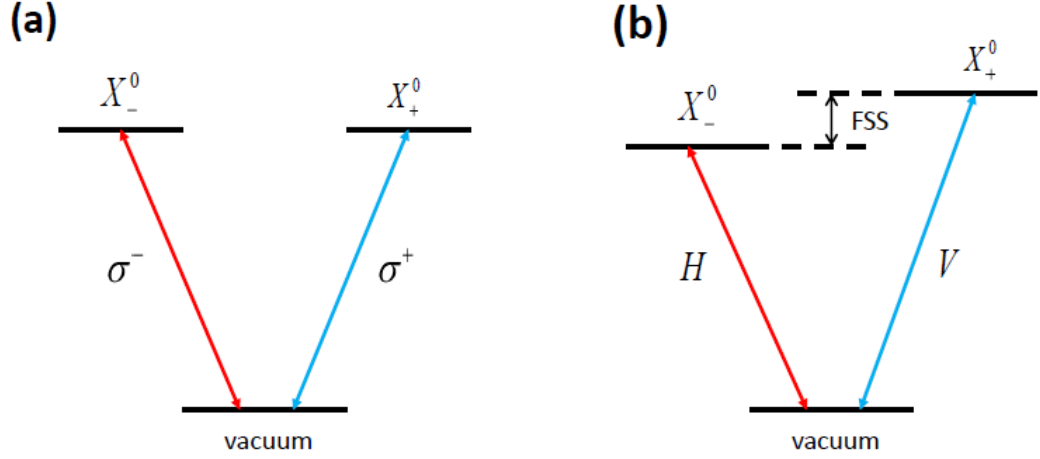 (a)
X⁰₋
X⁰₊
σ⁻
σ⁺
vacuum
(b)
X⁰₋
X⁰₊
FSS
H
V
vacuum